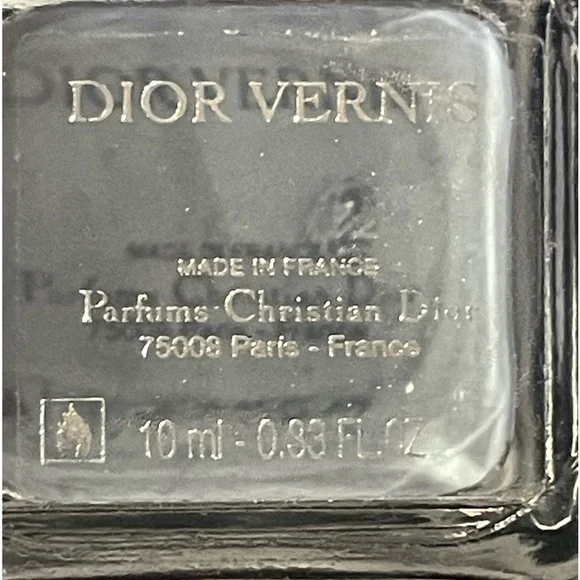 DIOR VERNIS
MADE IN FRANCE
Parfums Christian Dior
75008 Paris - France
10 ml - 0.33 FL.OZ